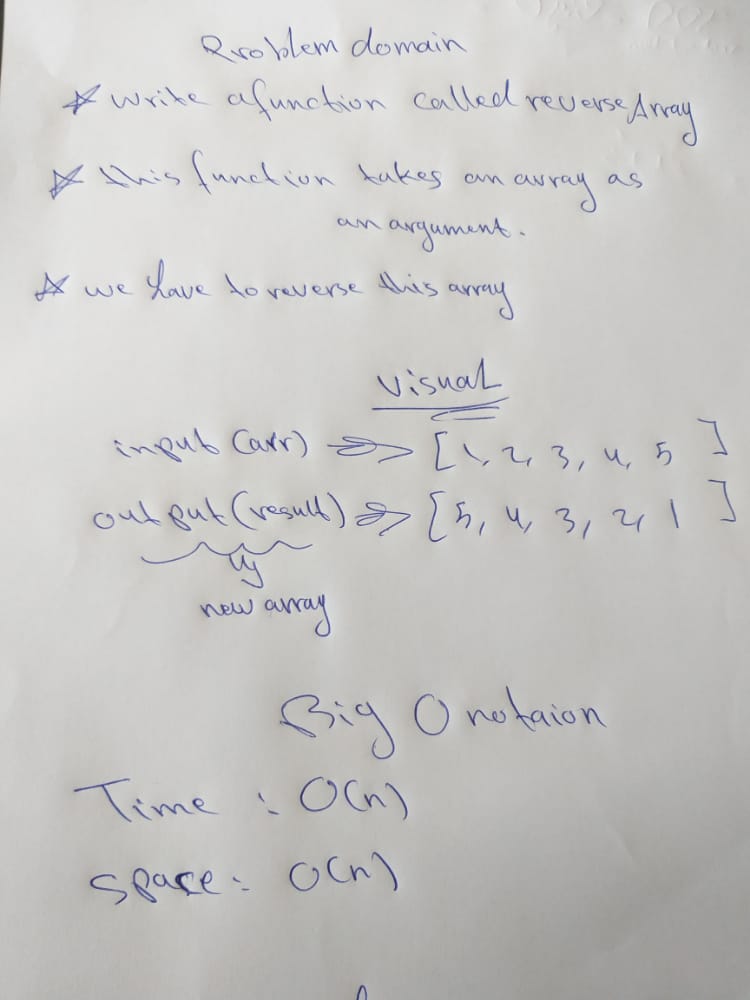 Problem domain
☆ write a function called reverseArray
☆ this function takes an array as
an argument.
☆ we have to reverse this array
visual
input (arr) => [1, 2, 3, 4, 5 ]
output (result) => [5, 4, 3, 2, 1 ]
new array
Big O notaion
Time : O(n)
space : O(n)